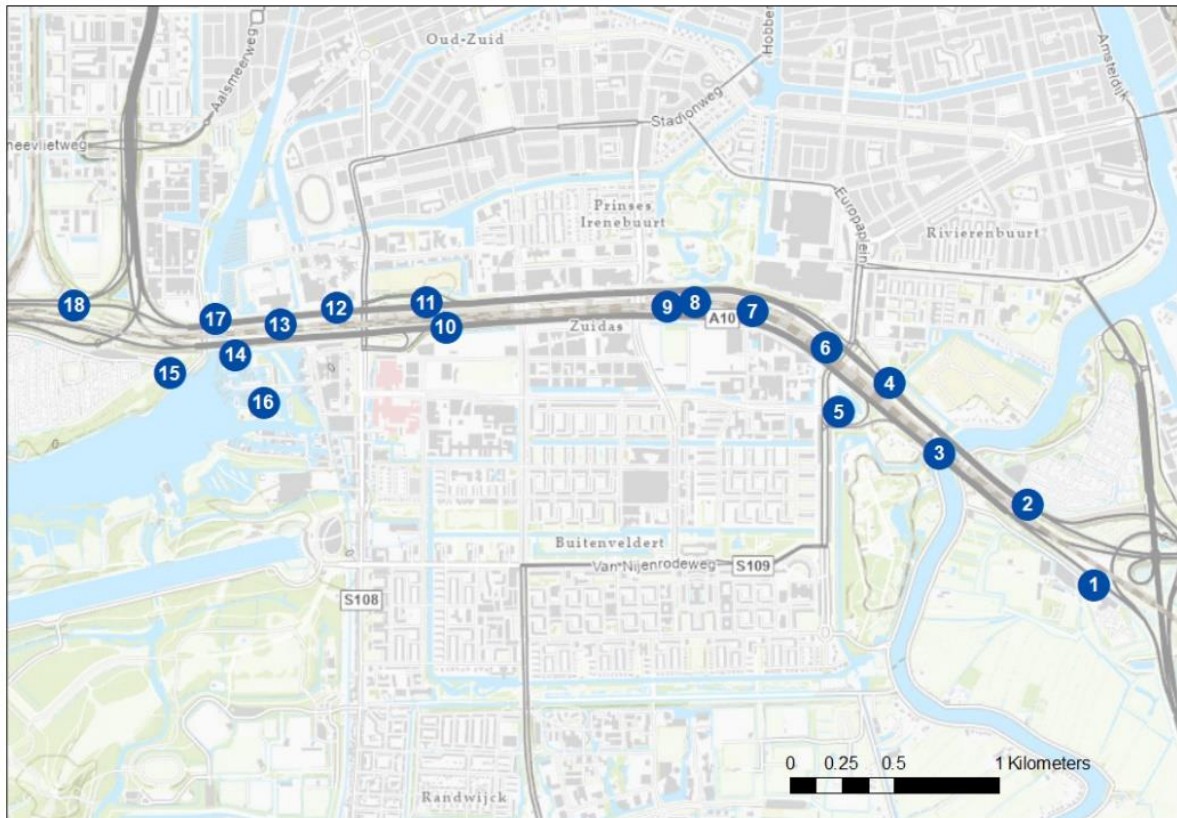 Oud-Zuid
Hobbe
Aalsmeerweg
Amsteldijk
Stadionweg
neevlietweg
Prinses
Irenebuurt
Europaplein
Rivierenbuurt
18
17
13
12
11
10
9
8
A10
7
Zuidas
6
14
15
16
4
5
3
2
Buitenveldert
Van Nijenrodeweg
S109
S108
1
0 0.25 0.5 1 Kilometers
Randwijck